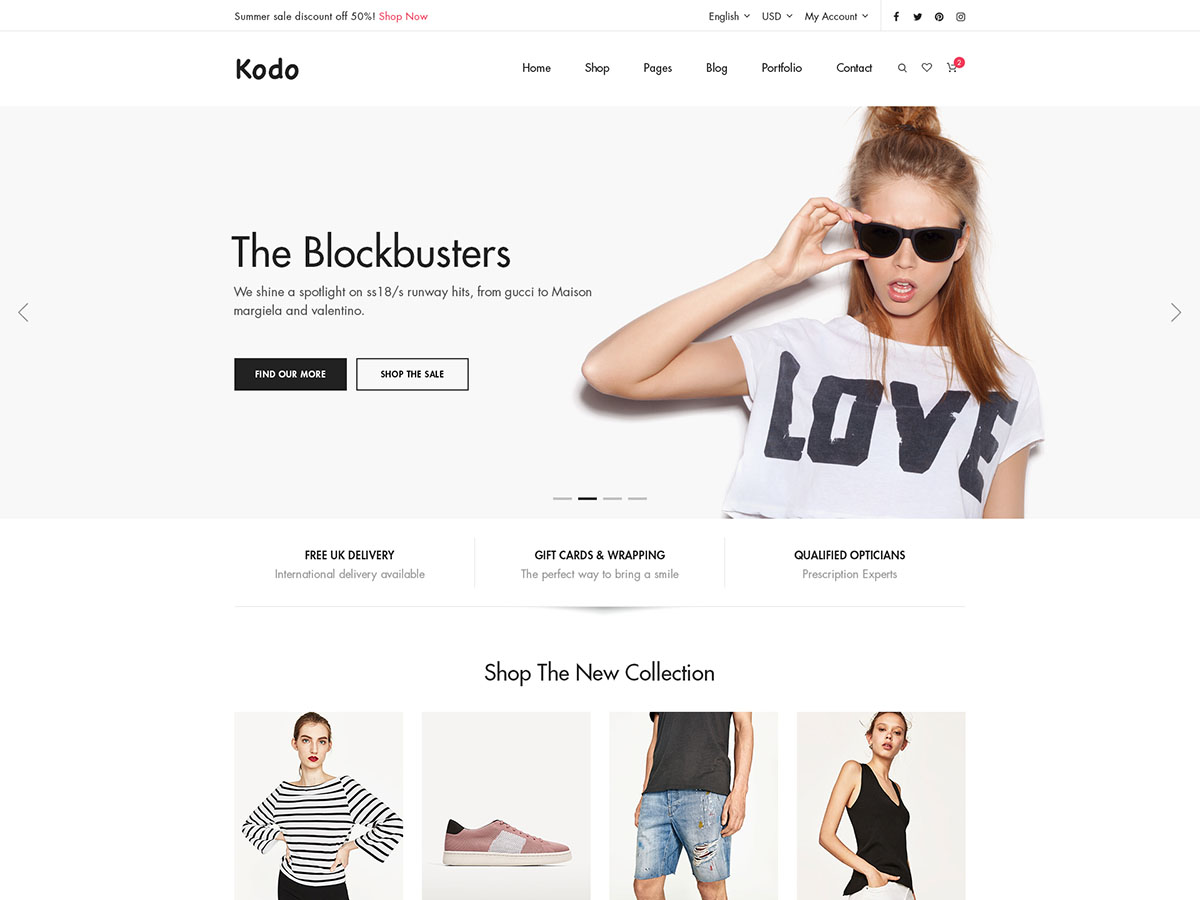 Summer sale discount off 50%! Shop Now
English USD My Account
Kodo
Home Shop Pages Blog Portfolio Contact 2
The Blockbusters
We shine a spotlight on ss18/s runway hits, from gucci to Maison
margiela and valentino.
FIND OUR MORE SHOP THE SALE
LOVE
FREE UK DELIVERY
International delivery available
GIFT CARDS & WRAPPING
The perfect way to bring a smile
QUALIFIED OPTICIANS
Prescription Experts
Shop The New Collection